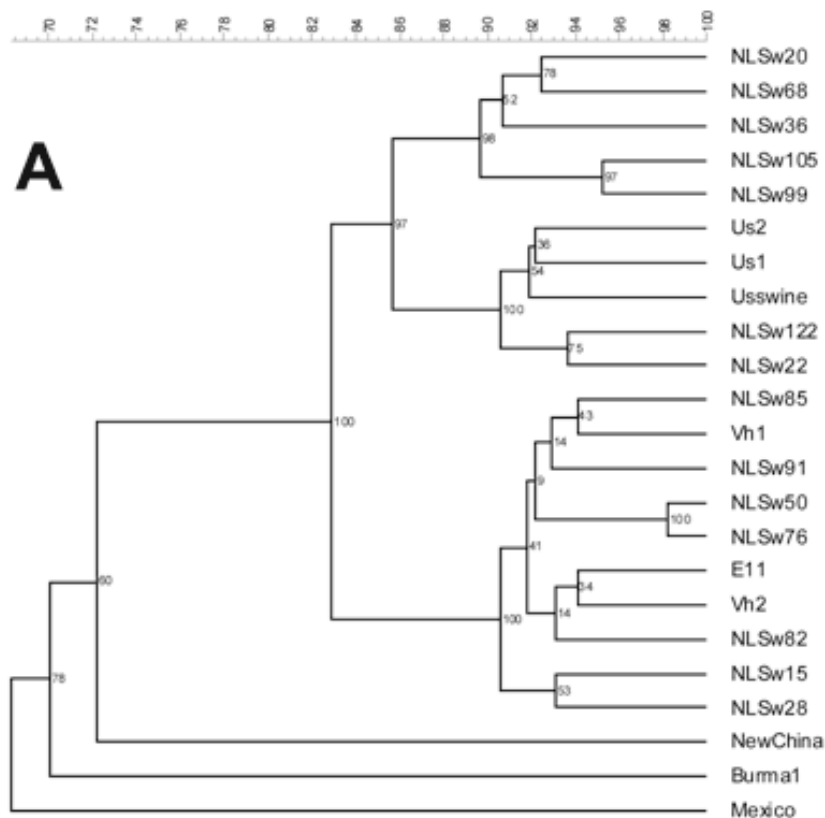 70 72 74 76 78 80 82 84 86 88 90 92 94 96 98 100
A
NLSw20
78
NLSw68
52
NLSw36
98
NLSw105
97
NLSw99
97
Us2
36
Us1
54
Usswine
100
NLSw122
75
NLSw22
NLSw85
43
Vh1
100
14
NLSw91
9
NLSw50
100
NLSw76
41
E11
34
Vh2
60
14
NLSw82
100
NLSw15
78
53
NLSw28
NewChina
Burma1
Mexico